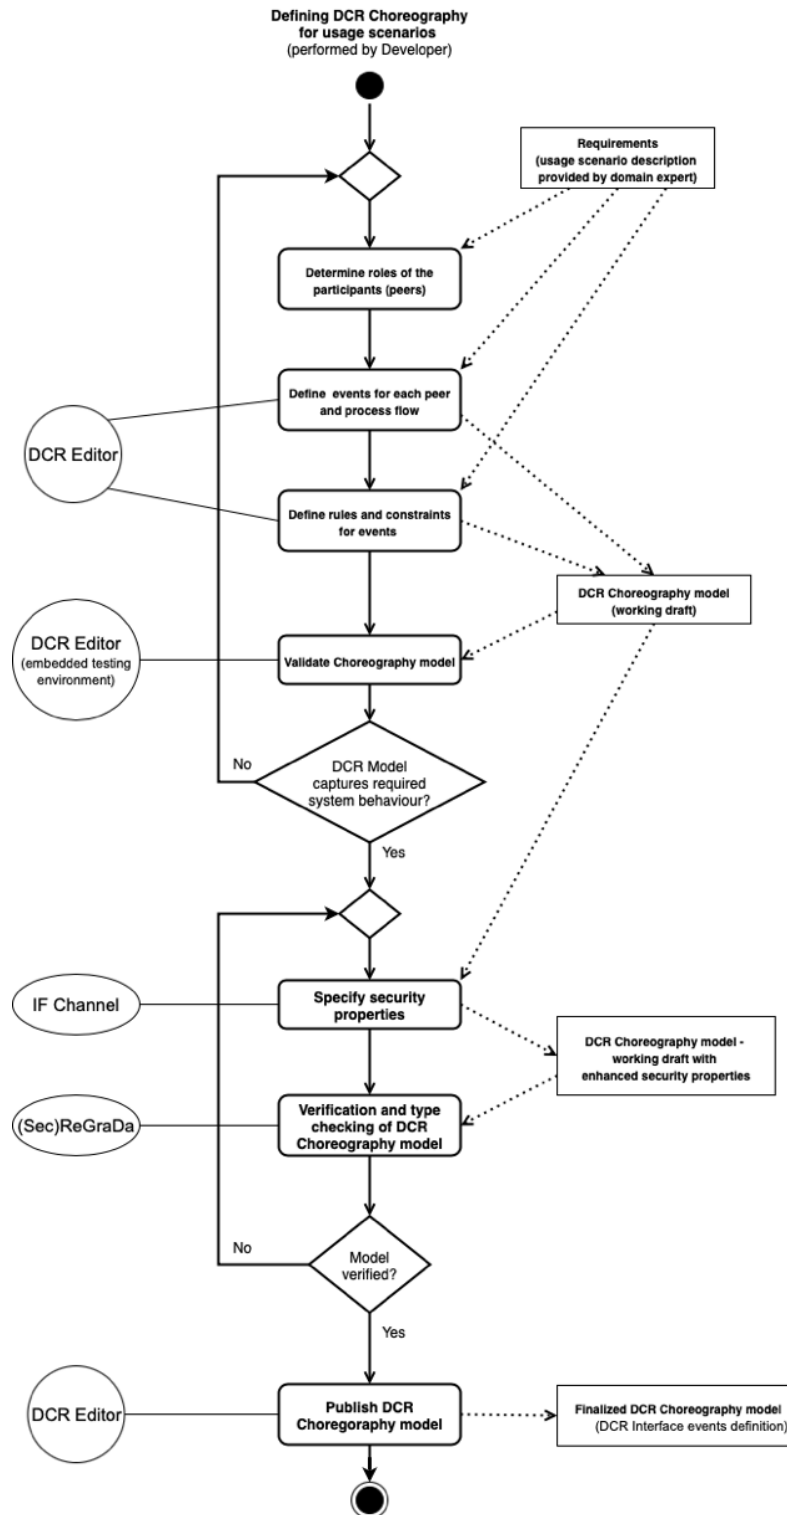 Defining DCR Choreography
for usage scenarios
(performed by Developer)
Requirements
(usage scenario description
provided by domain expert)
Determine roles of the
participants (peers)
Define events for each peer
and process flow
DCR Editor
Define rules and constraints
for events
DCR Choreography model
(working draft)
DCR Editor
(embedded testing
environment)
Validate Choreography model
No
DCR Model
captures required
system behaviour?
Yes
IF Channel
Specify security
properties
DCR Choreography model -
working draft with
enhanced security properties
(Sec)ReGraDa
Verification and type
checking of DCR
Choreography model
No
Model
verified?
Yes
DCR Editor
Publish DCR
Choregoraphy model
Finalized DCR Choreography model
(DCR Interface events definition)